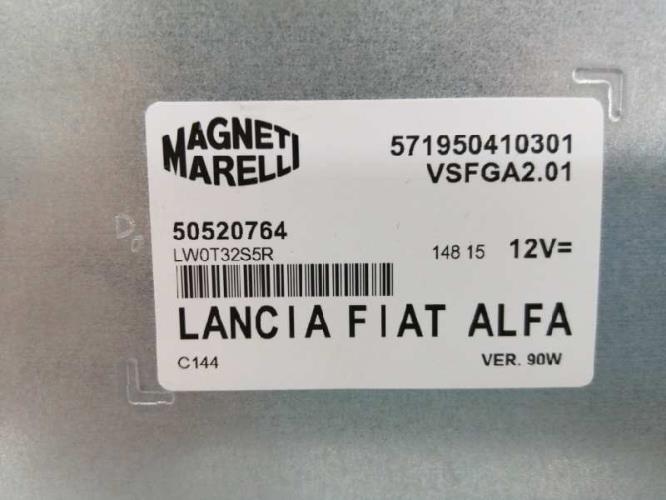 MAGNETI
MARELLI
571950410301
VSFGA2.01
50520764
LW0T32S5R
148 15 12V=
LANCIA FIAT ALFA
C144
VER. 90W